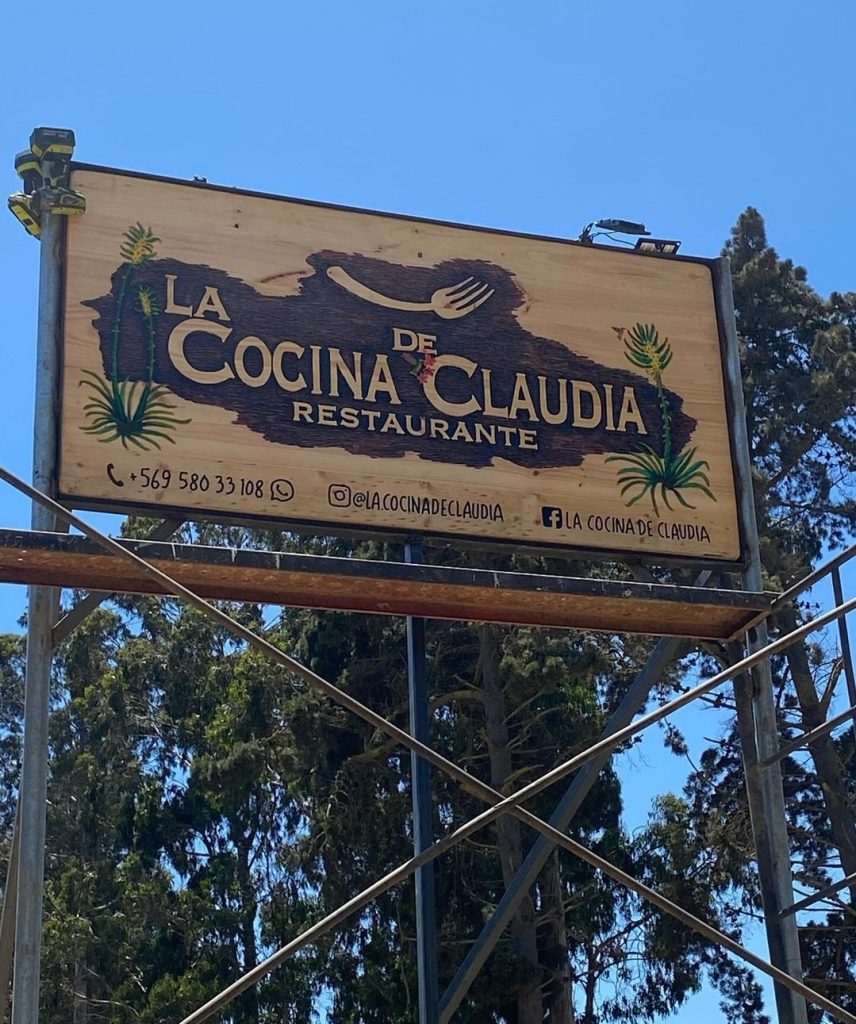 LA
COCINA DE CLAUDIA
RESTAURANTE
+569 580 33 108 @LA.COCINADECLAUDIA LA COCINA DE CLAUDIA